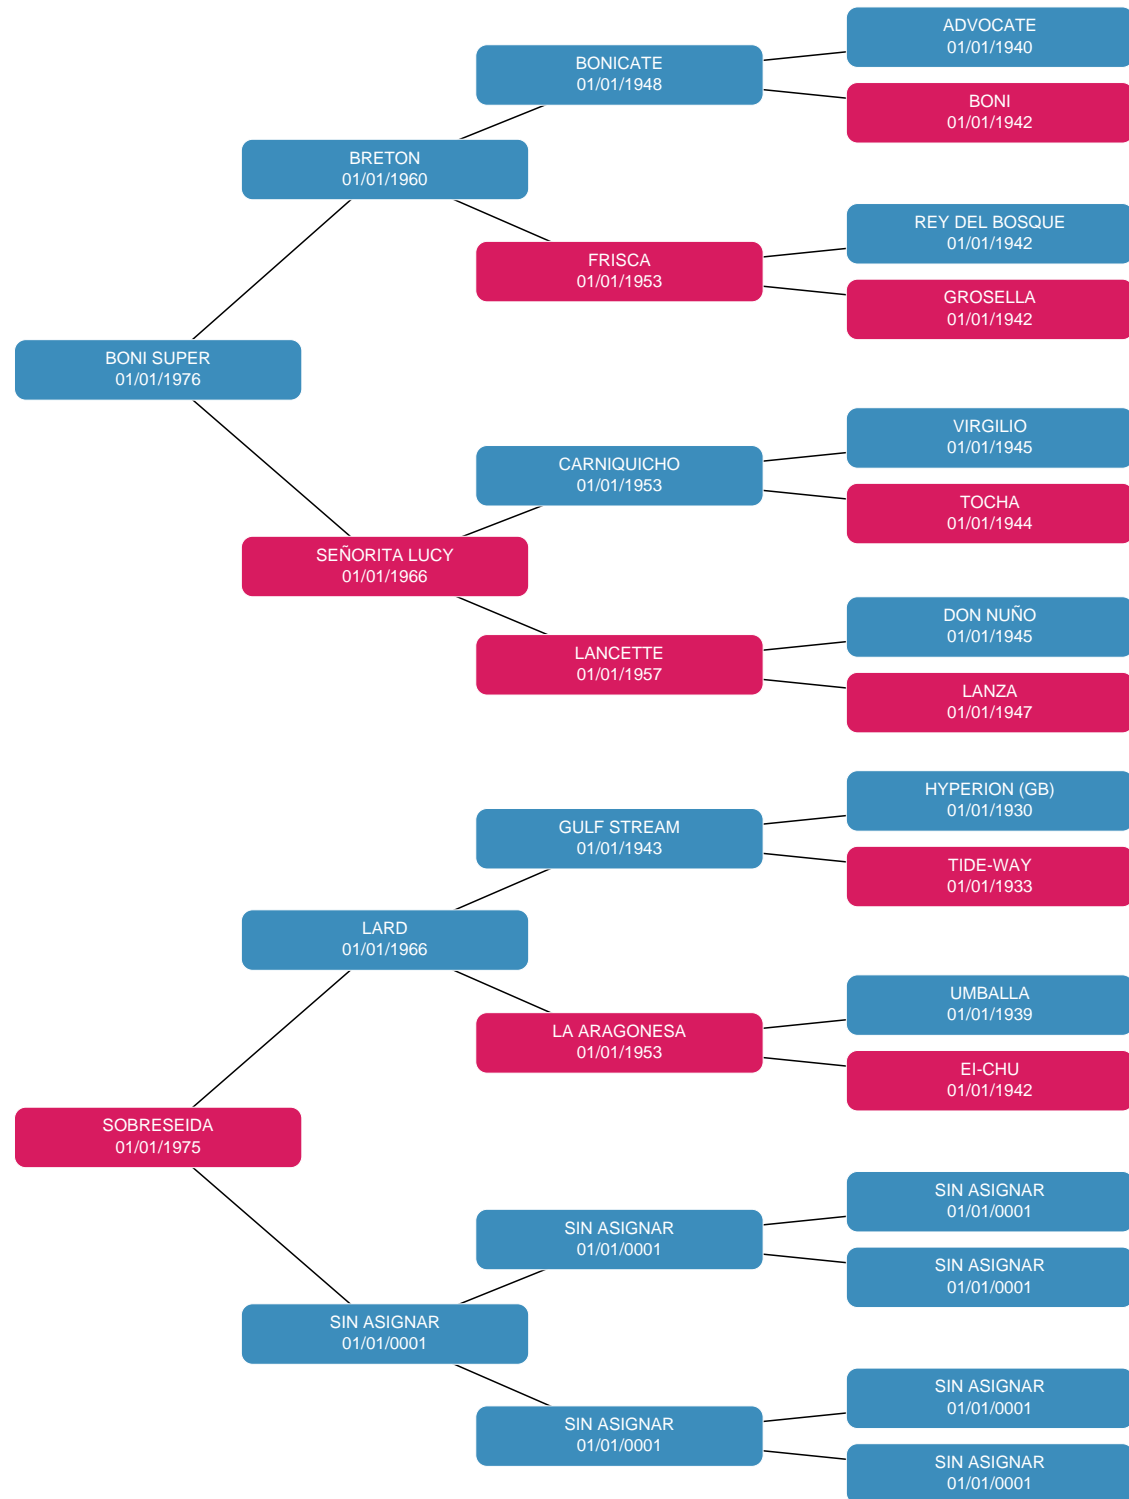 ADVOCATE
01/01/1940
BONICATE
01/01/1948
BONI
01/01/1942
BRETON
01/01/1960
REY DEL BOSQUE
01/01/1942
FRISCA
01/01/1953
GROSELLA
01/01/1942
BONI SUPER
01/01/1976
VIRGILIO
01/01/1945
CARNIQUICHO
01/01/1953
TOCHA
01/01/1944
SEÑORITA LUCY
01/01/1966
DON NUÑO
01/01/1945
LANCETTE
01/01/1957
LANZA
01/01/1947
HYPERION (GB)
01/01/1930
GULF STREAM
01/01/1943
TIDE-WAY
01/01/1933
LARD
01/01/1966
UMBALLA
01/01/1939
LA ARAGONESA
01/01/1953
EI-CHU
01/01/1942
SOBRESEIDA
01/01/1975
SIN ASIGNAR
01/01/0001
SIN ASIGNAR
01/01/0001
SIN ASIGNAR
01/01/0001
SIN ASIGNAR
01/01/0001
SIN ASIGNAR
01/01/0001
SIN ASIGNAR
01/01/0001
SIN ASIGNAR
01/01/0001